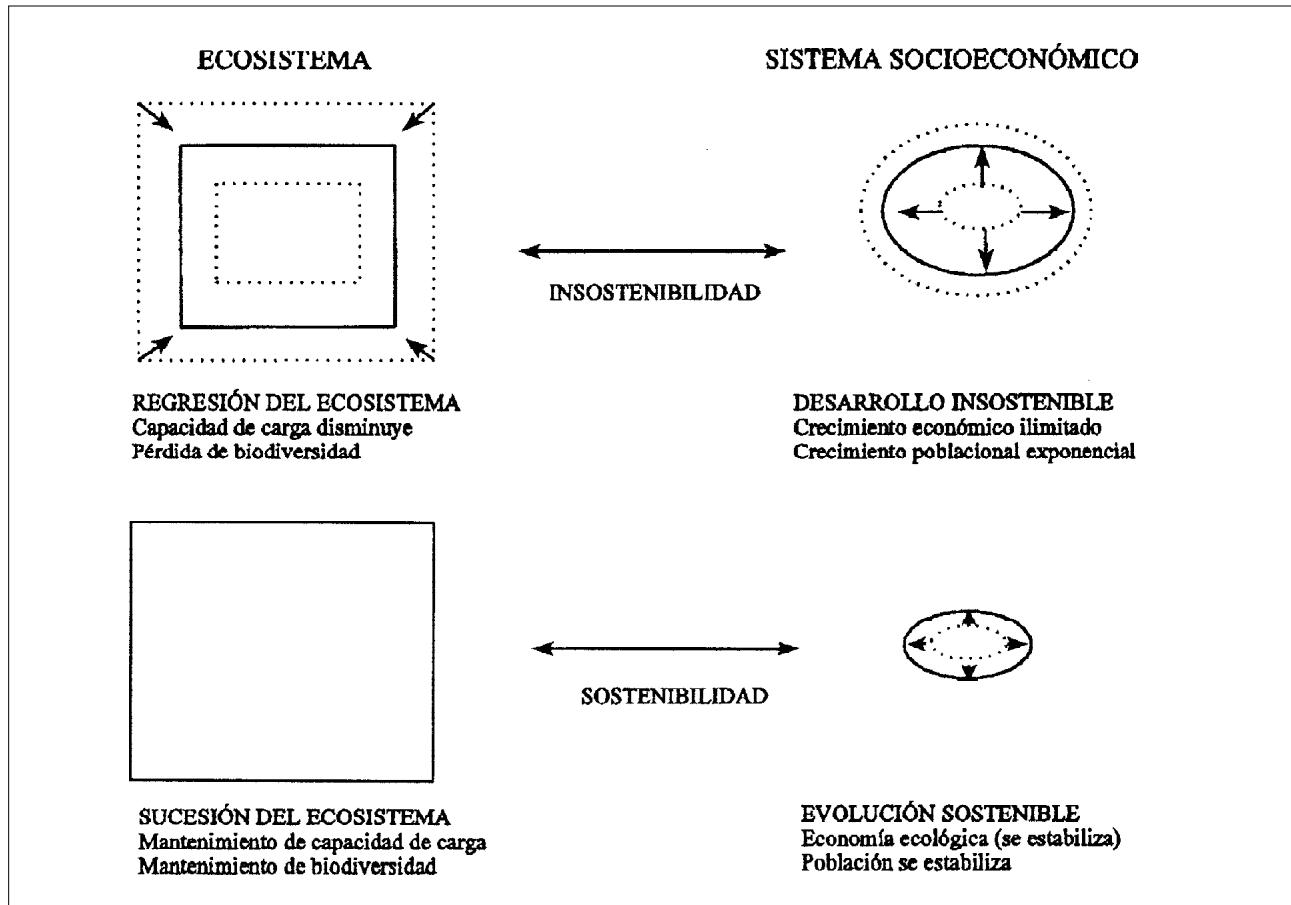 ECOSISTEMA
SISTEMA SOCIOECONÓMICO
INSOSTENIBILIDAD
REGRESIÓN DEL ECOSISTEMA
Capacidad de carga disminuye
Pérdida de biodiversidad
DESARROLLO INSOSTENIBLE
Crecimiento económico ilimitado
Crecimiento poblacional exponencial
SOSTENIBILIDAD
SUCESIÓN DEL ECOSISTEMA
Mantenimiento de capacidad de carga
Mantenimiento de biodiversidad
EVOLUCIÓN SOSTENIBLE
Economía ecológica (se estabiliza)
Población se estabiliza